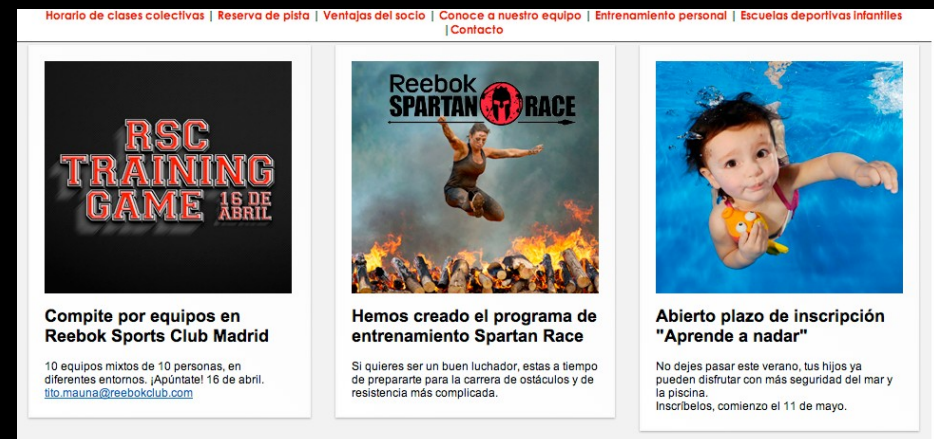 Horario de clases colectivas | Reserva de pista | Ventajas del socio | Conoce a nuestro equipo | Entrenamiento personal | Escuelas deportivas infantiles
| Contacto
RSC
TRAINING
GAME 16 DE
ABRIL
Compite por equipos en
Reebok Sports Club Madrid
10 equipos mixtos de 10 personas, en
diferentes entornos. ¡Apúntate! 16 de abril.
tito.mauna@reebokclub.com
Reebok
SPARTAN RACE
Hemos creado el programa de
entrenamiento Spartan Race
Si quieres ser un buen luchador, estas a tiempo
de prepararte para la carrera de ostáculos y de
resistencia más complicada.
Abierto plazo de inscripción
"Aprende a nadar"
No dejes pasar este verano, tus hijos ya
pueden disfrutar con más seguridad del mar y
la piscina.
Inscríbelos, comienzo el 11 de mayo.